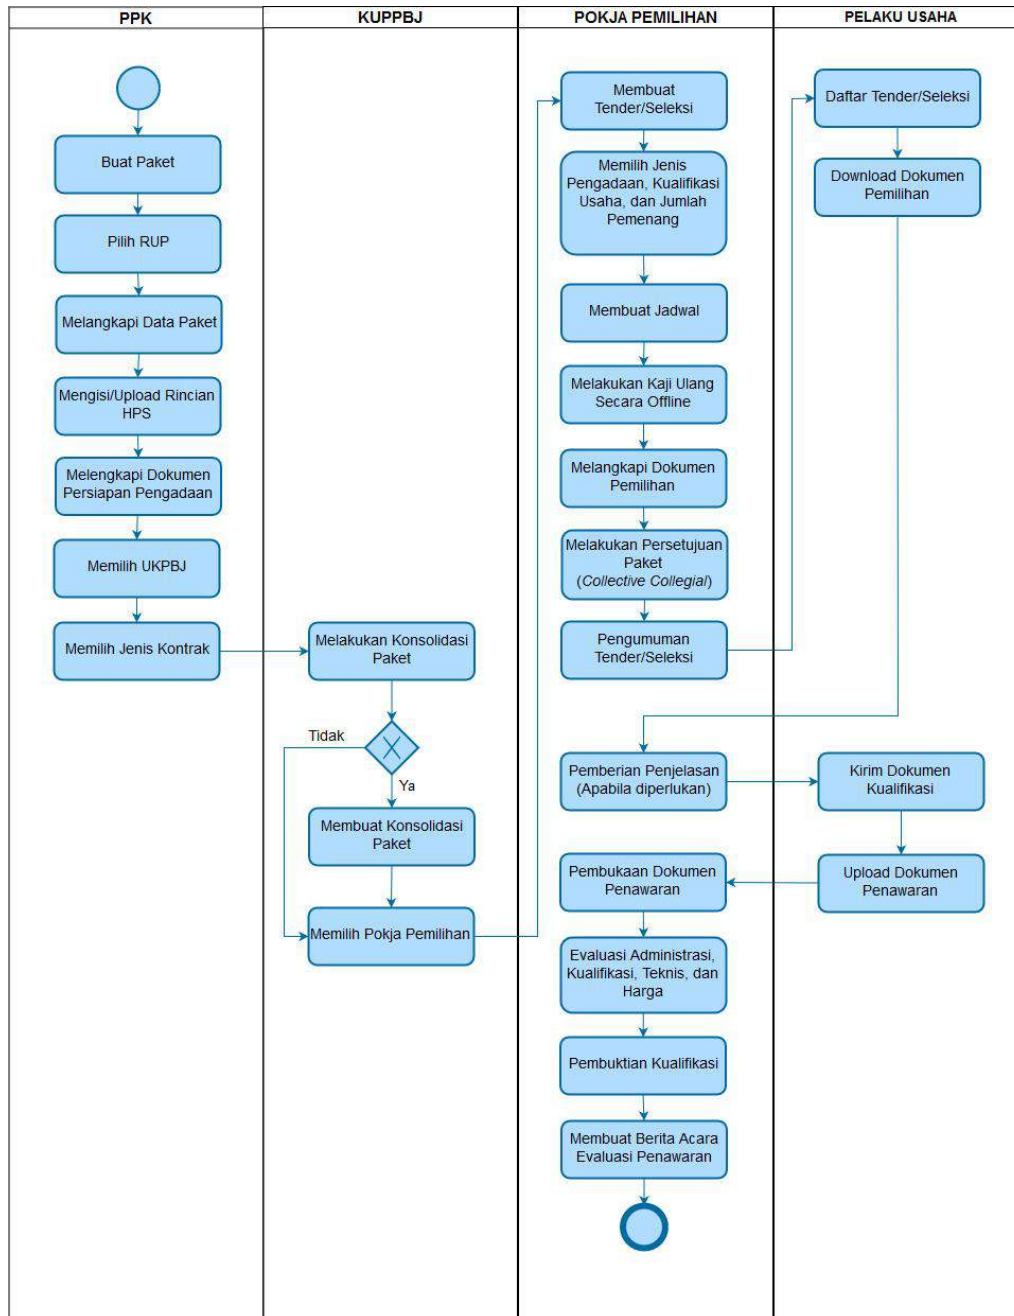 PPK
KUPPBJ
POKJA PEMILIHAN
PELAKU USAHA
Buat Paket
Pilih RUP
Melangkapi Data Paket
Mengisi/Upload Rincian
HPS
Melengkapi Dokumen
Persiapan Pengadaan
Memilih UKPBJ
Memilih Jenis Kontrak
Melakukan Konsolidasi
Paket
Tidak
Ya
Membuat Konsolidasi
Paket
Memilih Pokja Pemilihan
Membuat
Tender/Seleksi
Memilih Jenis
Pengadaan, Kualifikasi
Usaha, dan Jumlah
Pemenang
Membuat Jadwal
Melakukan Kaji Ulang
Secara Offline
Melangkapi Dokumen
Pemilihan
Melakukan Persetujuan
Paket
(Collective Collegial)
Pengumuman
Tender/Seleksi
Daftar Tender/Seleksi
Download Dokumen
Pemilihan
Pemberian Penjelasan
(Apabila diperlukan)
Kirim Dokumen
Kualifikasi
Upload Dokumen
Penawaran
Pembukaan Dokumen
Penawaran
Evaluasi Administrasi,
Kualifikasi, Teknis, dan
Harga
Pembuktian Kualifikasi
Membuat Berita Acara
Evaluasi Penawaran